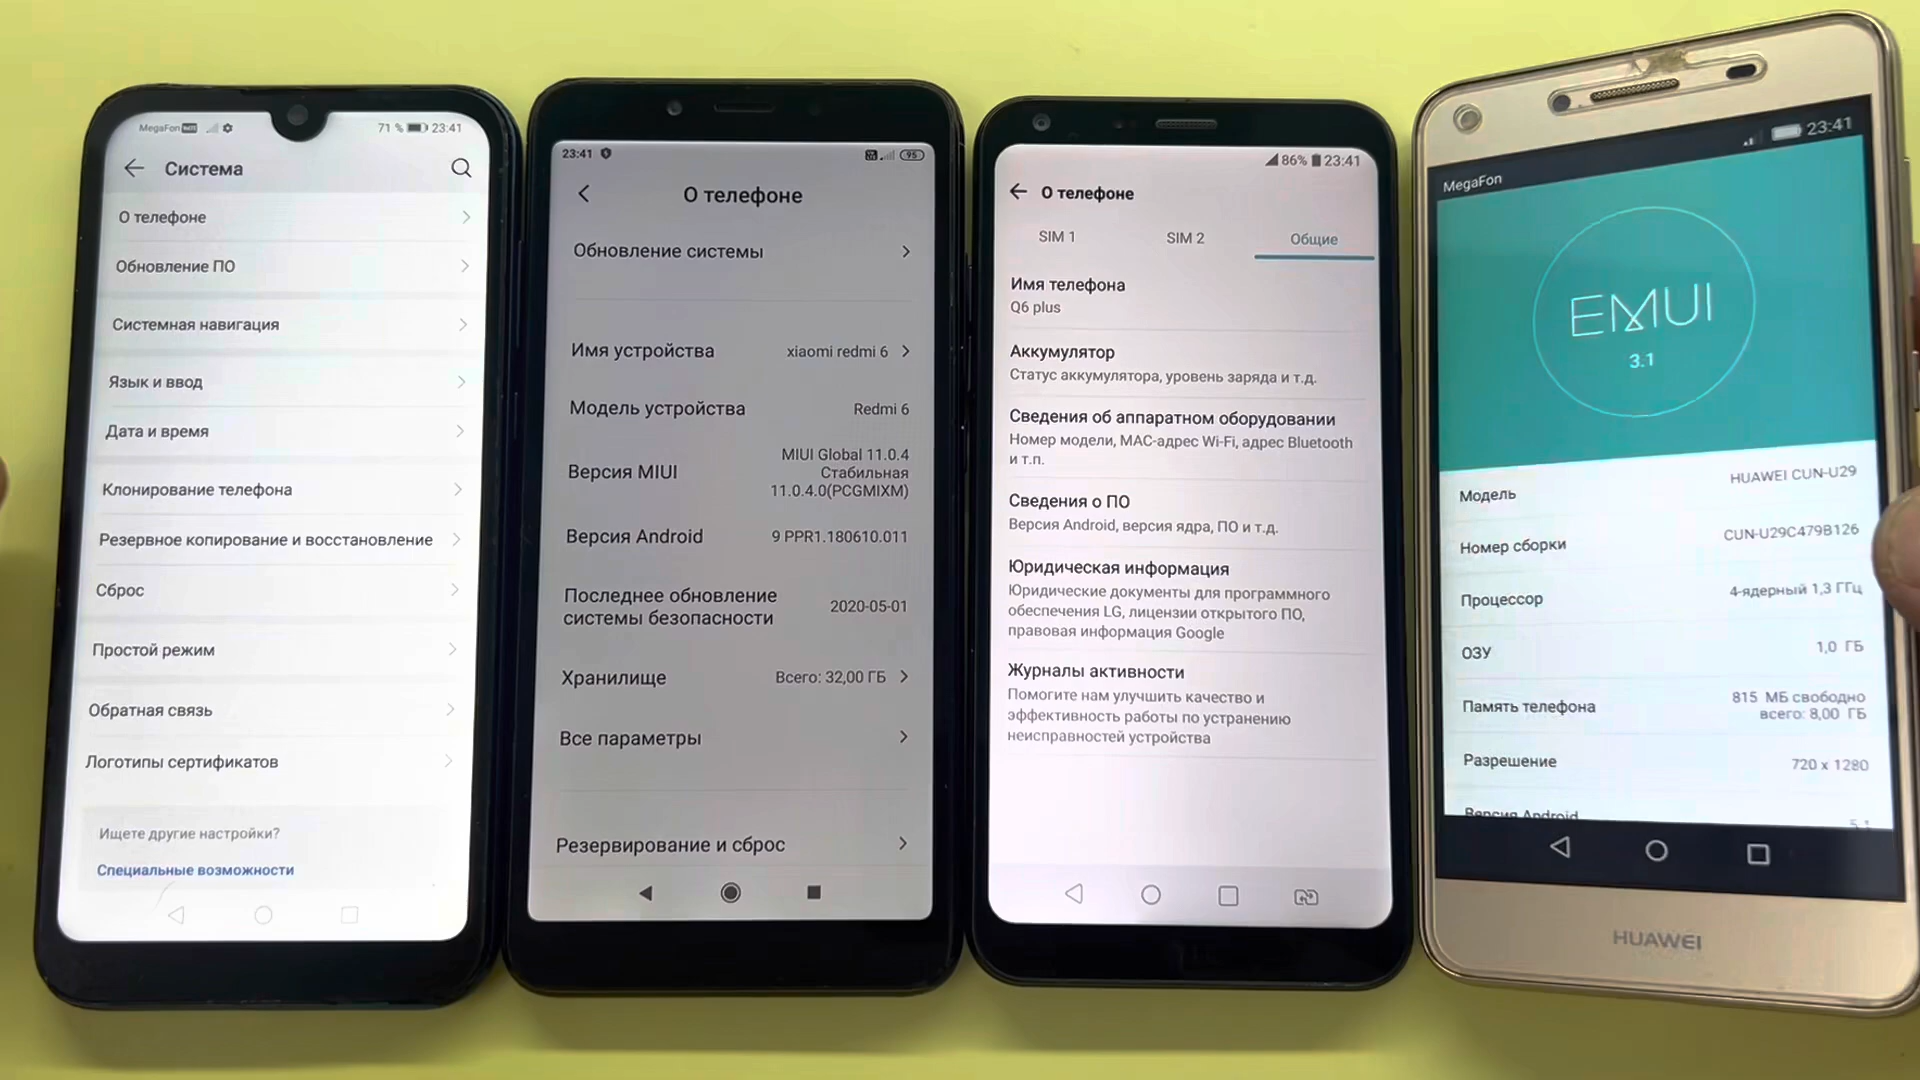 MegaFon
71 % 23:41
Система
О телефоне
Обновление ПО
Системная навигация
Язык и ввод
Дата и время
Клонирование телефона
Резервное копирование и восстановление
Сброс
Простой режим
Обратная связь
Логотипы сертификатов
Ищете другие настройки?
Специальные возможности
23:41
95
О телефоне
Обновление системы
Имя устройства xiaomi redmi 6
Модель устройства Redmi 6
Версия MIUI
MIUI Global 11.0.4
Стабильная
11.0.4.0(PCGMIXM)
Версия Android 9 PPR1.180610.011
Последнее обновление
системы безопасности
2020-05-01
Хранилище Всего: 32,00 ГБ
Все параметры
Резервирование и сброс
86% 23:41
О телефоне
SIM 1 SIM 2 Общие
Имя телефона
Q6 plus
Аккумулятор
Статус аккумулятора, уровень заряда и т.д.
Сведения об аппаратном оборудовании
Номер модели, MAC-адрес Wi-Fi, адрес Bluetooth
и т.п.
Сведения о ПО
Версия Android, версия ядра, ПО и т.д.
Юридическая информация
Юридические документы для программного
обеспечения LG, лицензии открытого ПО,
правовая информация Google
Журналы активности
Помогите нам улучшить качество и
эффективность работы по устранению
неисправностей устройства
23:41
MegaFon
EMUI
3.1
Модель HUAWEI CUN-U29
Номер сборки CUN-U29C479B126
Процессор 4-ядерный 1,3 ГГц
ОЗУ 1,0 ГБ
Память телефона
815 МБ свободно
всего: 8,00 ГБ
Разрешение 720 x 1280
Версия Android 5.1
HUAWEI